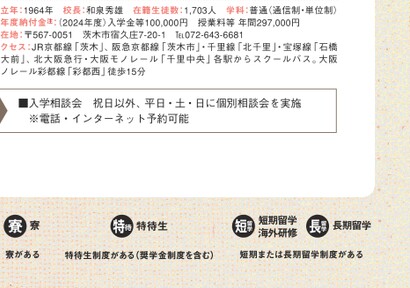 立年：1964年　校長：和泉秀雄　在籍生徒数：1,703人　学科：普通（通信制・単位制）
年度納付金注：（2024年度）入学金等100,000円　授業料等 年間297,000円
在地：〒567-0051　茨木市宿久庄7-20-1　℡072-643-6681
クセス：JR京都線「茨木」、阪急京都線「茨木市」・千里線「北千里」・宝塚線「石橋
大前」、北大阪急行・大阪モノレール「千里中央」各駅からスクールバス。大阪
ノレール彩都線「彩都西」徒歩15分
■入学相談会　祝日以外、平日・土・日に個別相談会を実施
※電話・インターネット予約可能
寮 寮
特待 特待生
短留学 短期留学 海外研修
長留学 長期留学
寮がある
特待生制度がある（奨学金制度を含む）
短期または長期留学制度がある